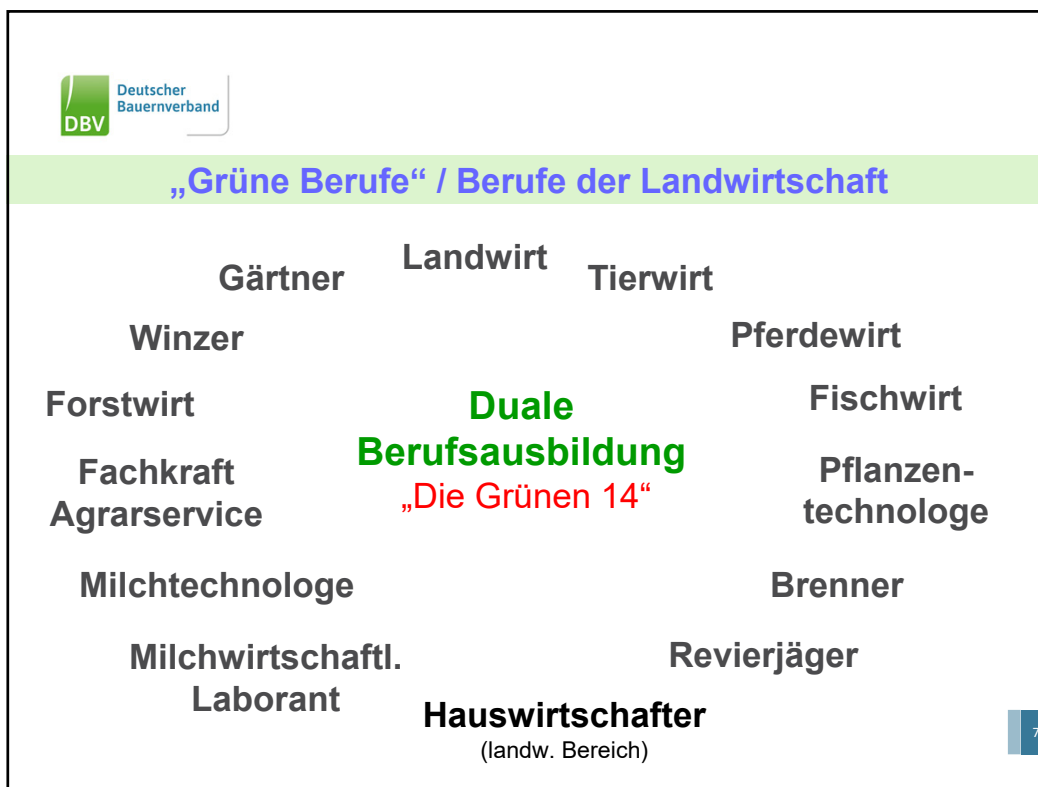 Deutscher
Bauernverband
DBV
„Grüne Berufe“ / Berufe der Landwirtschaft
Landwirt
Gärtner
Tierwirt
Winzer
Pferdewirt
Forstwirt
Duale
Berufsausbildung
„Die Grünen 14“
Fischwirt
Fachkraft
Agrarservice
Pflanzen-
technologe
Milchtechnologe
Brenner
Milchwirtschaftl.
Laborant
Revierjäger
Hauswirtschafter
(landw. Bereich)
7